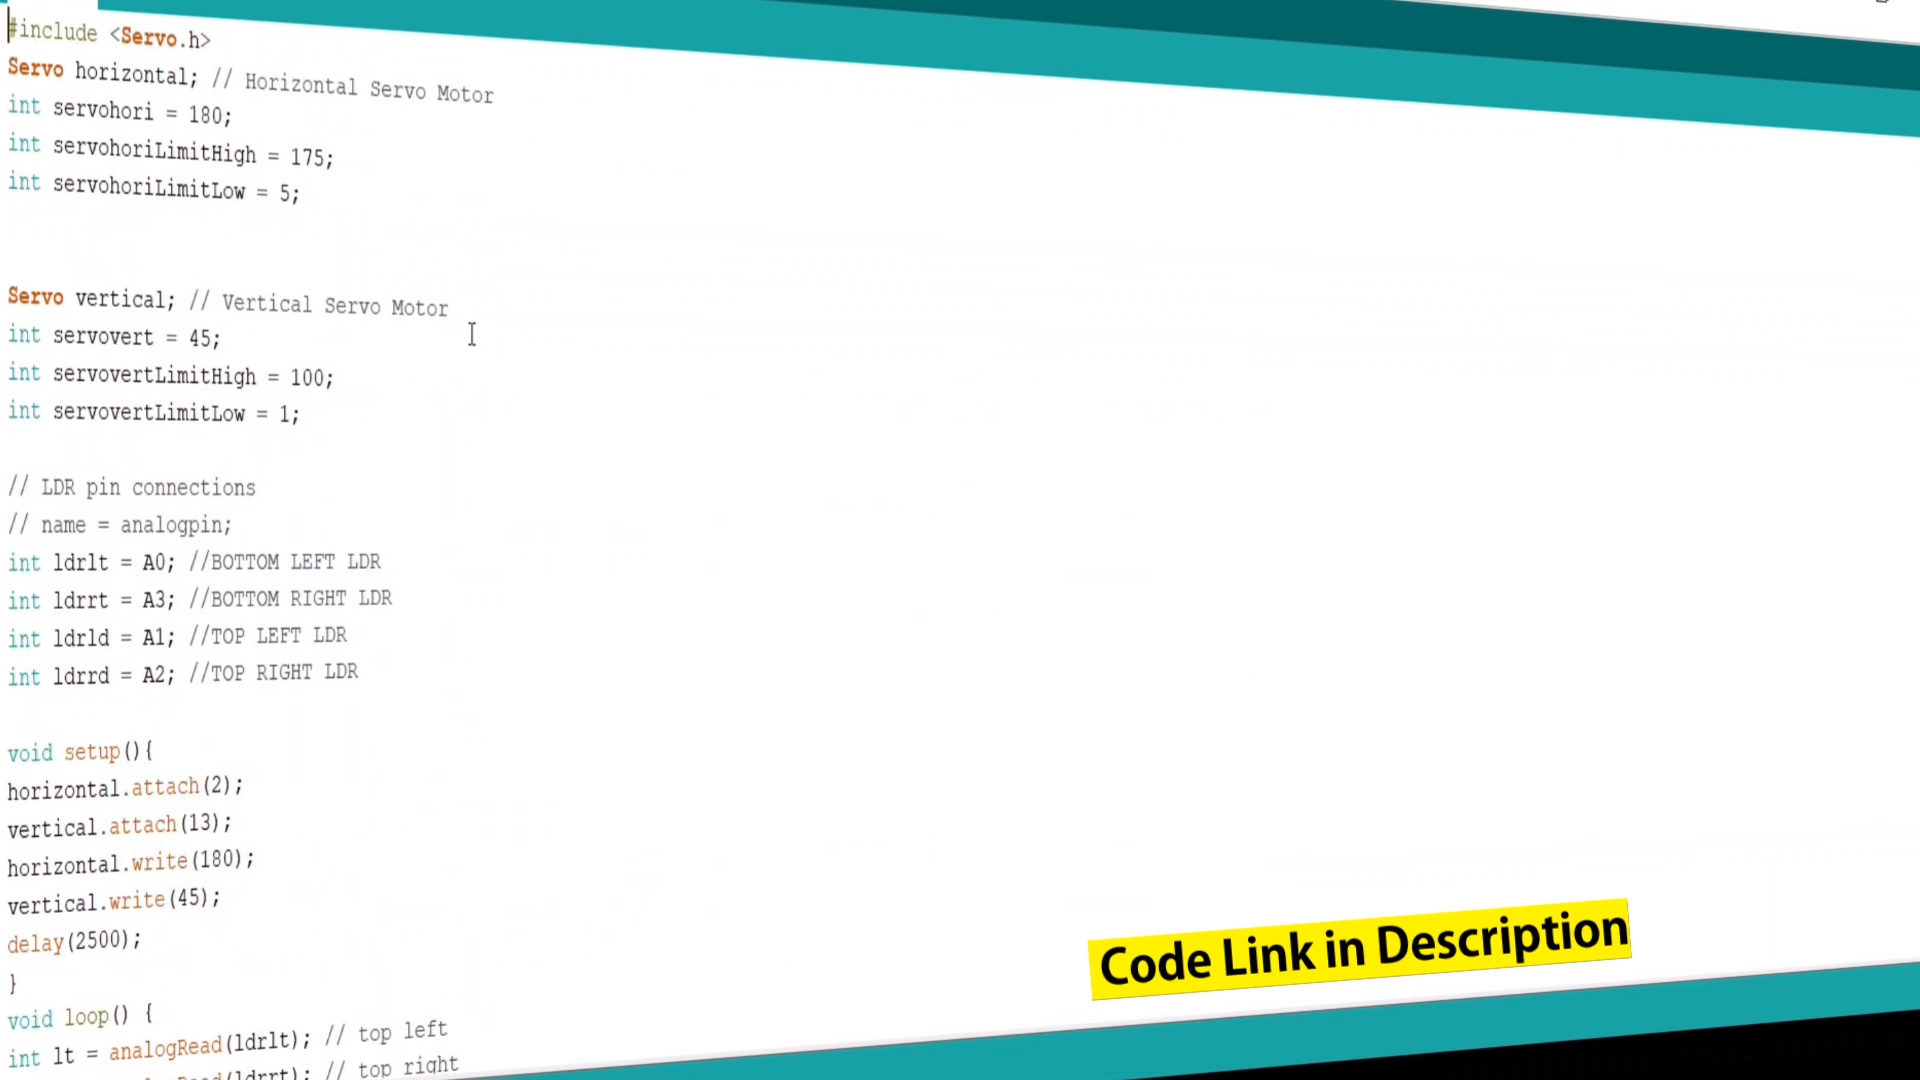 #include <Servo.h>
Servo horizontal; // Horizontal Servo Motor
int servohori = 180;
int servohoriLimitHigh = 175;
int servohoriLimitLow = 5;
Servo vertical; // Vertical Servo Motor
int servovert = 45;
int servovertLimitHigh = 100;
int servovertLimitLow = 1;
// LDR pin connections
// name = analogpin;
int ldrlt = A0; //BOTTOM LEFT LDR
int ldrrt = A3; //BOTTOM RIGHT LDR
int ldrld = A1; //TOP LEFT LDR
int ldrrd = A2; //TOP RIGHT LDR
void setup(){
horizontal.attach(2);
vertical.attach(13);
horizontal.write(180);
vertical.write(45);
delay(2500);
}
void loop() {
int lt = analogRead(ldrlt); // top left
(ldrrt); // top right
Code Link in Description